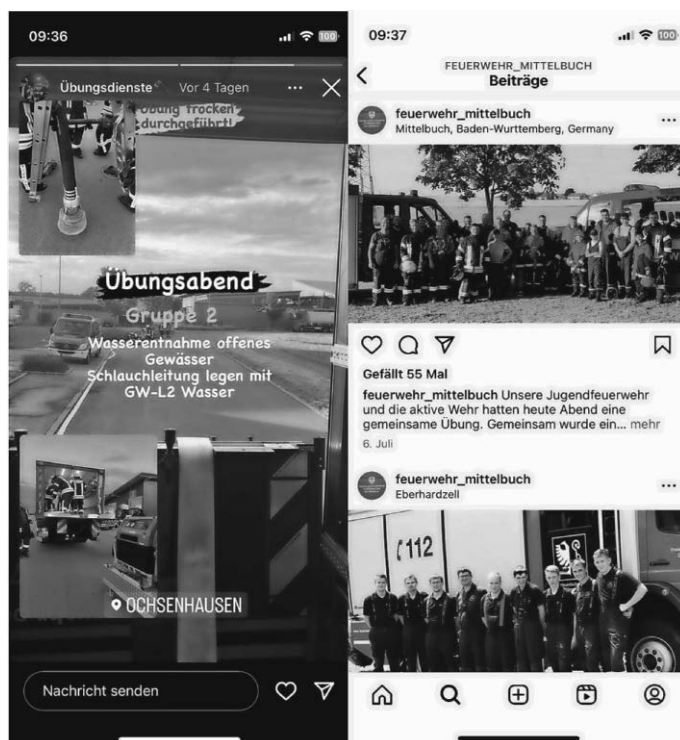 09:36
100
Übungsdienste
Vor 4 Tagen
Übung trocken
durchgeführt!
Übungsabend
Gruppe 2
Wasserentnahme offenes
Gewässer
Schlauchleitung legen mit
GW-L2 Wasser
OCHSENHAUSEN
Nachricht senden
09:37
100
FEUERWEHR_MITTELBUCH
Beiträge
feuerwehr_mittelbuch
Mittelbuch, Baden-Wurttemberg, Germany
Gefällt 55 Mal
feuerwehr_mittelbuch Unsere Jugendfeuerwehr
und die aktive Wehr hatten heute Abend eine
gemeinsame Übung. Gemeinsam wurde ein... mehr
6. Juli
feuerwehr_mittelbuch
Eberhardzell
112